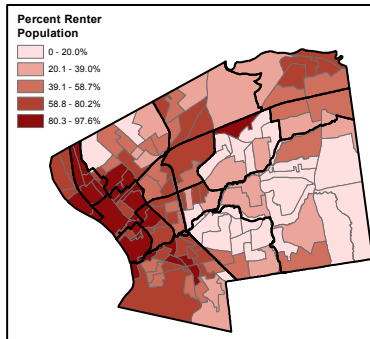 Percent Renter
Population
0 - 20.0%
20.1 - 39.0%
39.1 - 58.7%
58.8 - 80.2%
80.3 - 97.6%